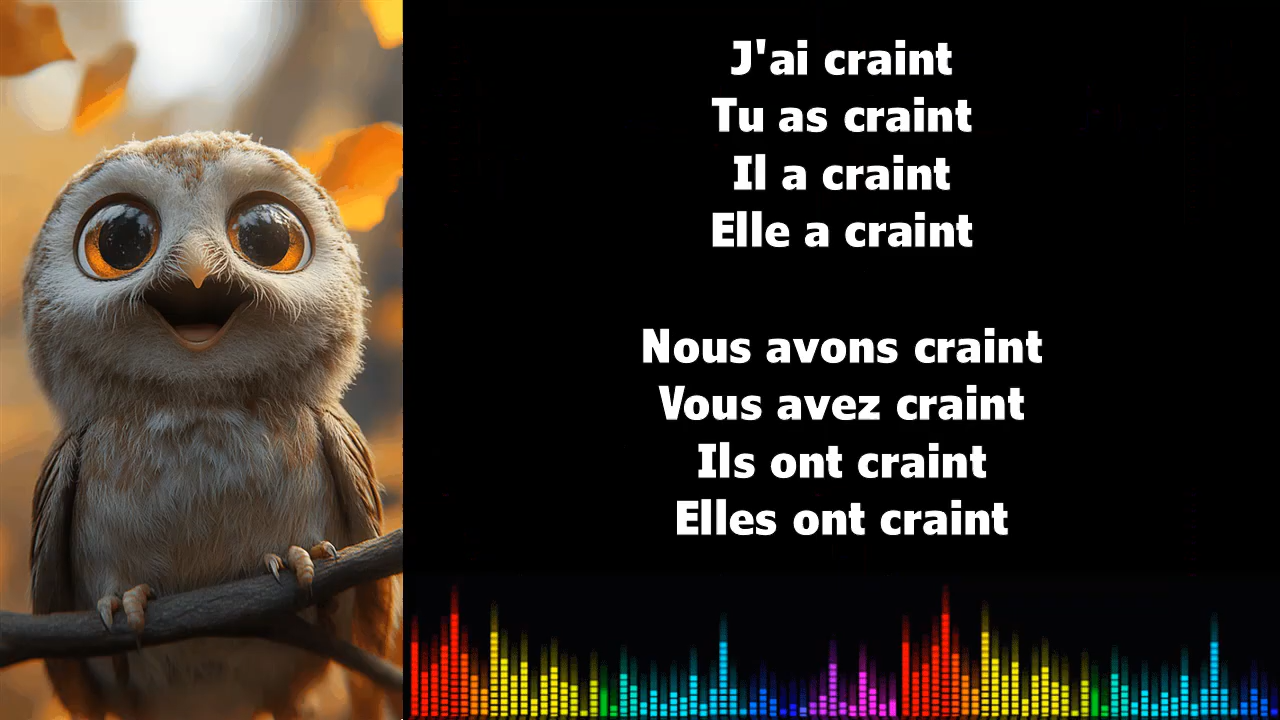 J'ai craint
Tu as craint
Il a craint
Elle a craint
Nous avons craint
Vous avez craint
Ils ont craint
Elles ont craint